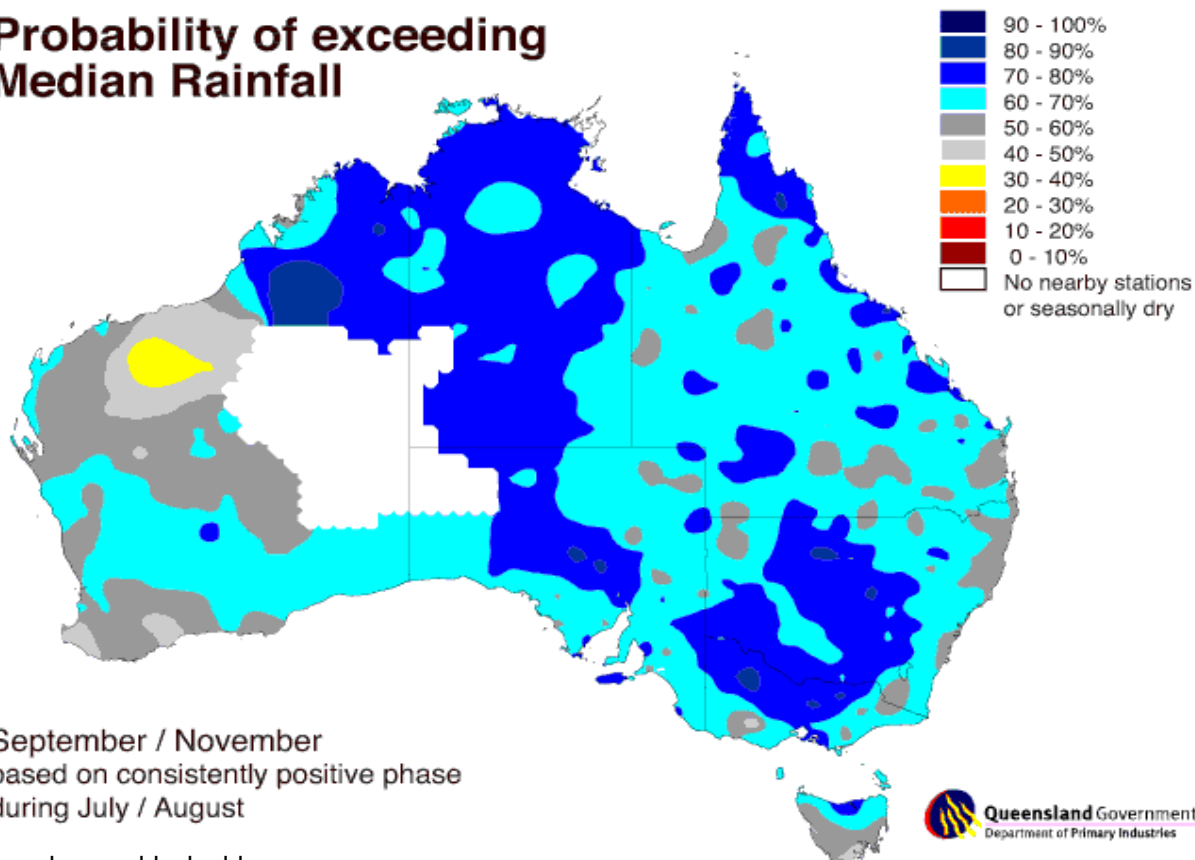 Probability of exceeding
Median Rainfall
90 - 100%
80 - 90%
70 - 80%
60 - 70%
50 - 60%
40 - 50%
30 - 40%
20 - 30%
10 - 20%
0 - 10%
No nearby stations
or seasonally dry
September / November
based on consistently positive phase
during July / August
Queensland Government
Department of Primary Industries